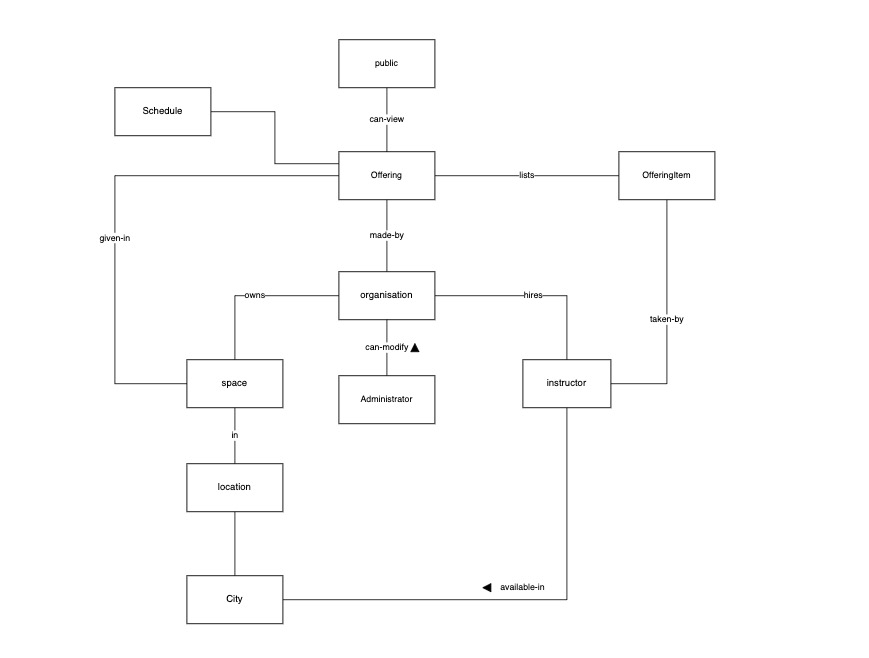 public
Schedule
can-view
Offering
lists
OfferingItem
given-in
made-by
owns
organisation
hires
taken-by
can-modify ▲
space
instructor
Administrator
in
location
◀ available-in
City